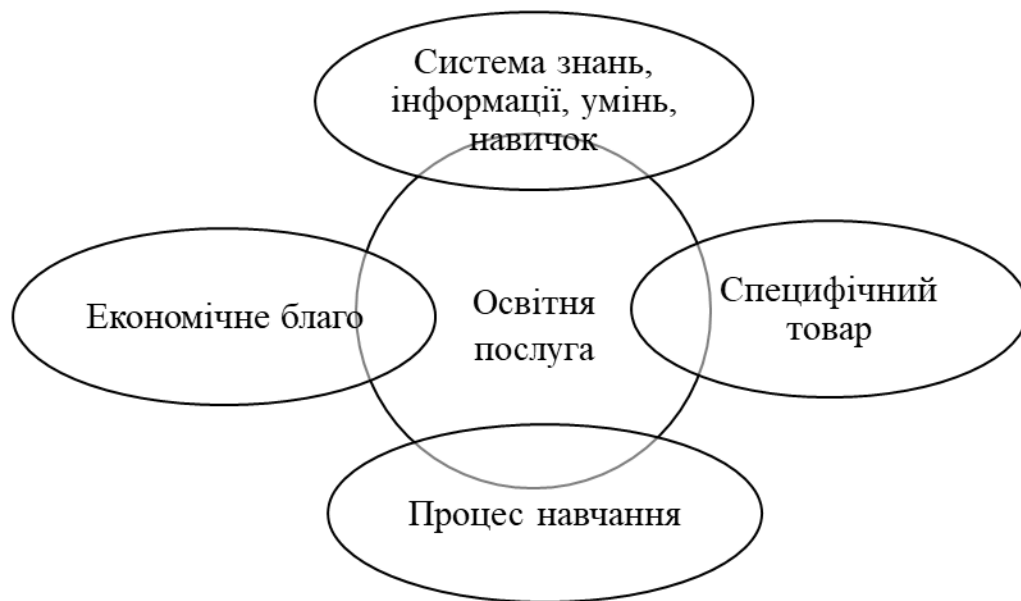 Система знань,
інформації, умінь,
навичок
Економічне благо
Освітня
послуга
Специфічний
товар
Процес навчання